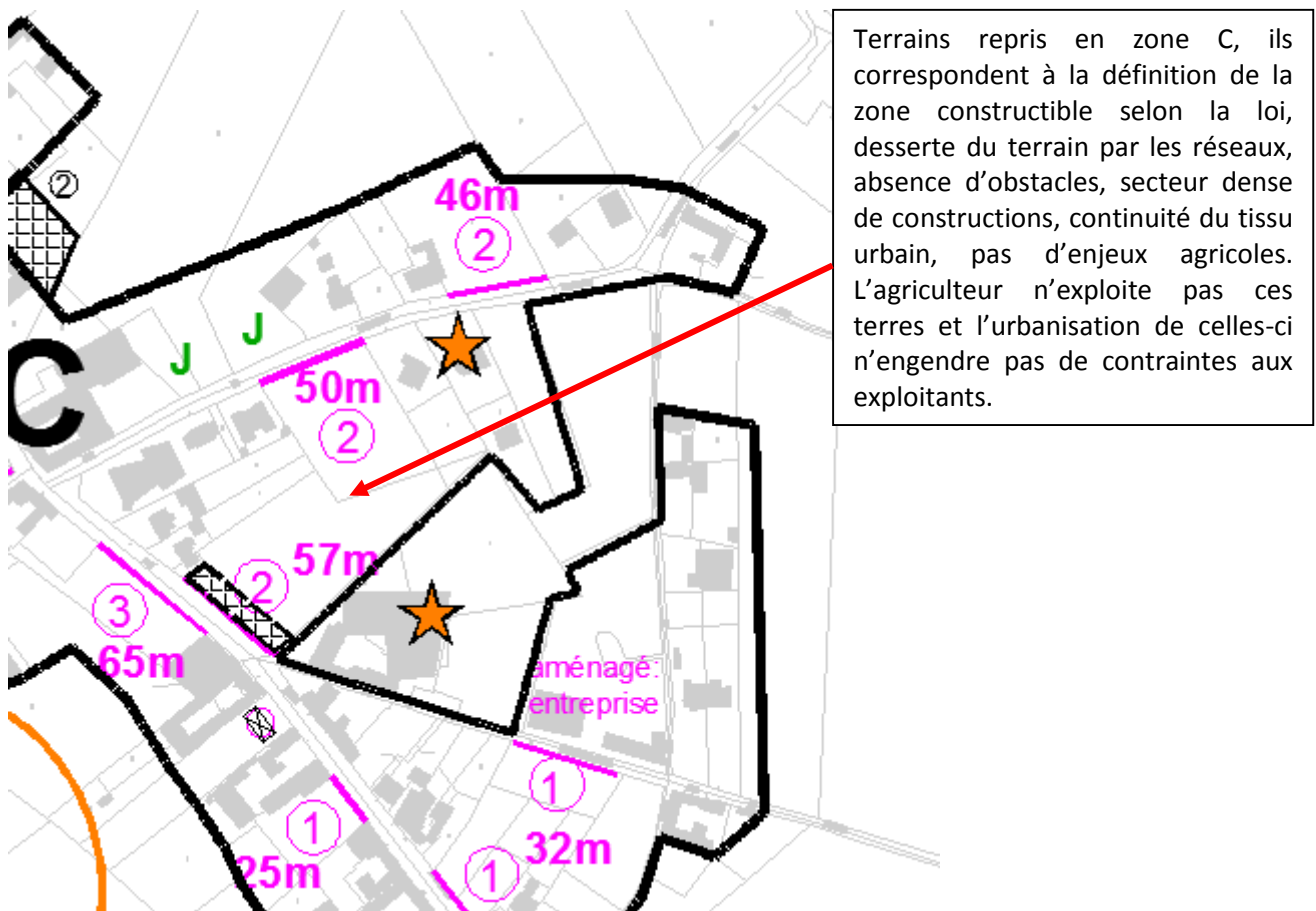 Terrains repris en zone C, ils
correspondent à la définition de la
zone constructible selon la loi,
desserte du terrain par les réseaux,
absence d'obstacles, secteur dense
de constructions, continuité du tissu
urbain, pas d'enjeux agricoles.
L'agriculteur n'exploite pas ces
terres et l'urbanisation de celles-ci
n'engendre pas de contraintes aux
exploitants.
2
46m
2
J
J
C
50m
2
57m
2
3
65m
aménagé:
entreprise
1
32m
1
25m
1